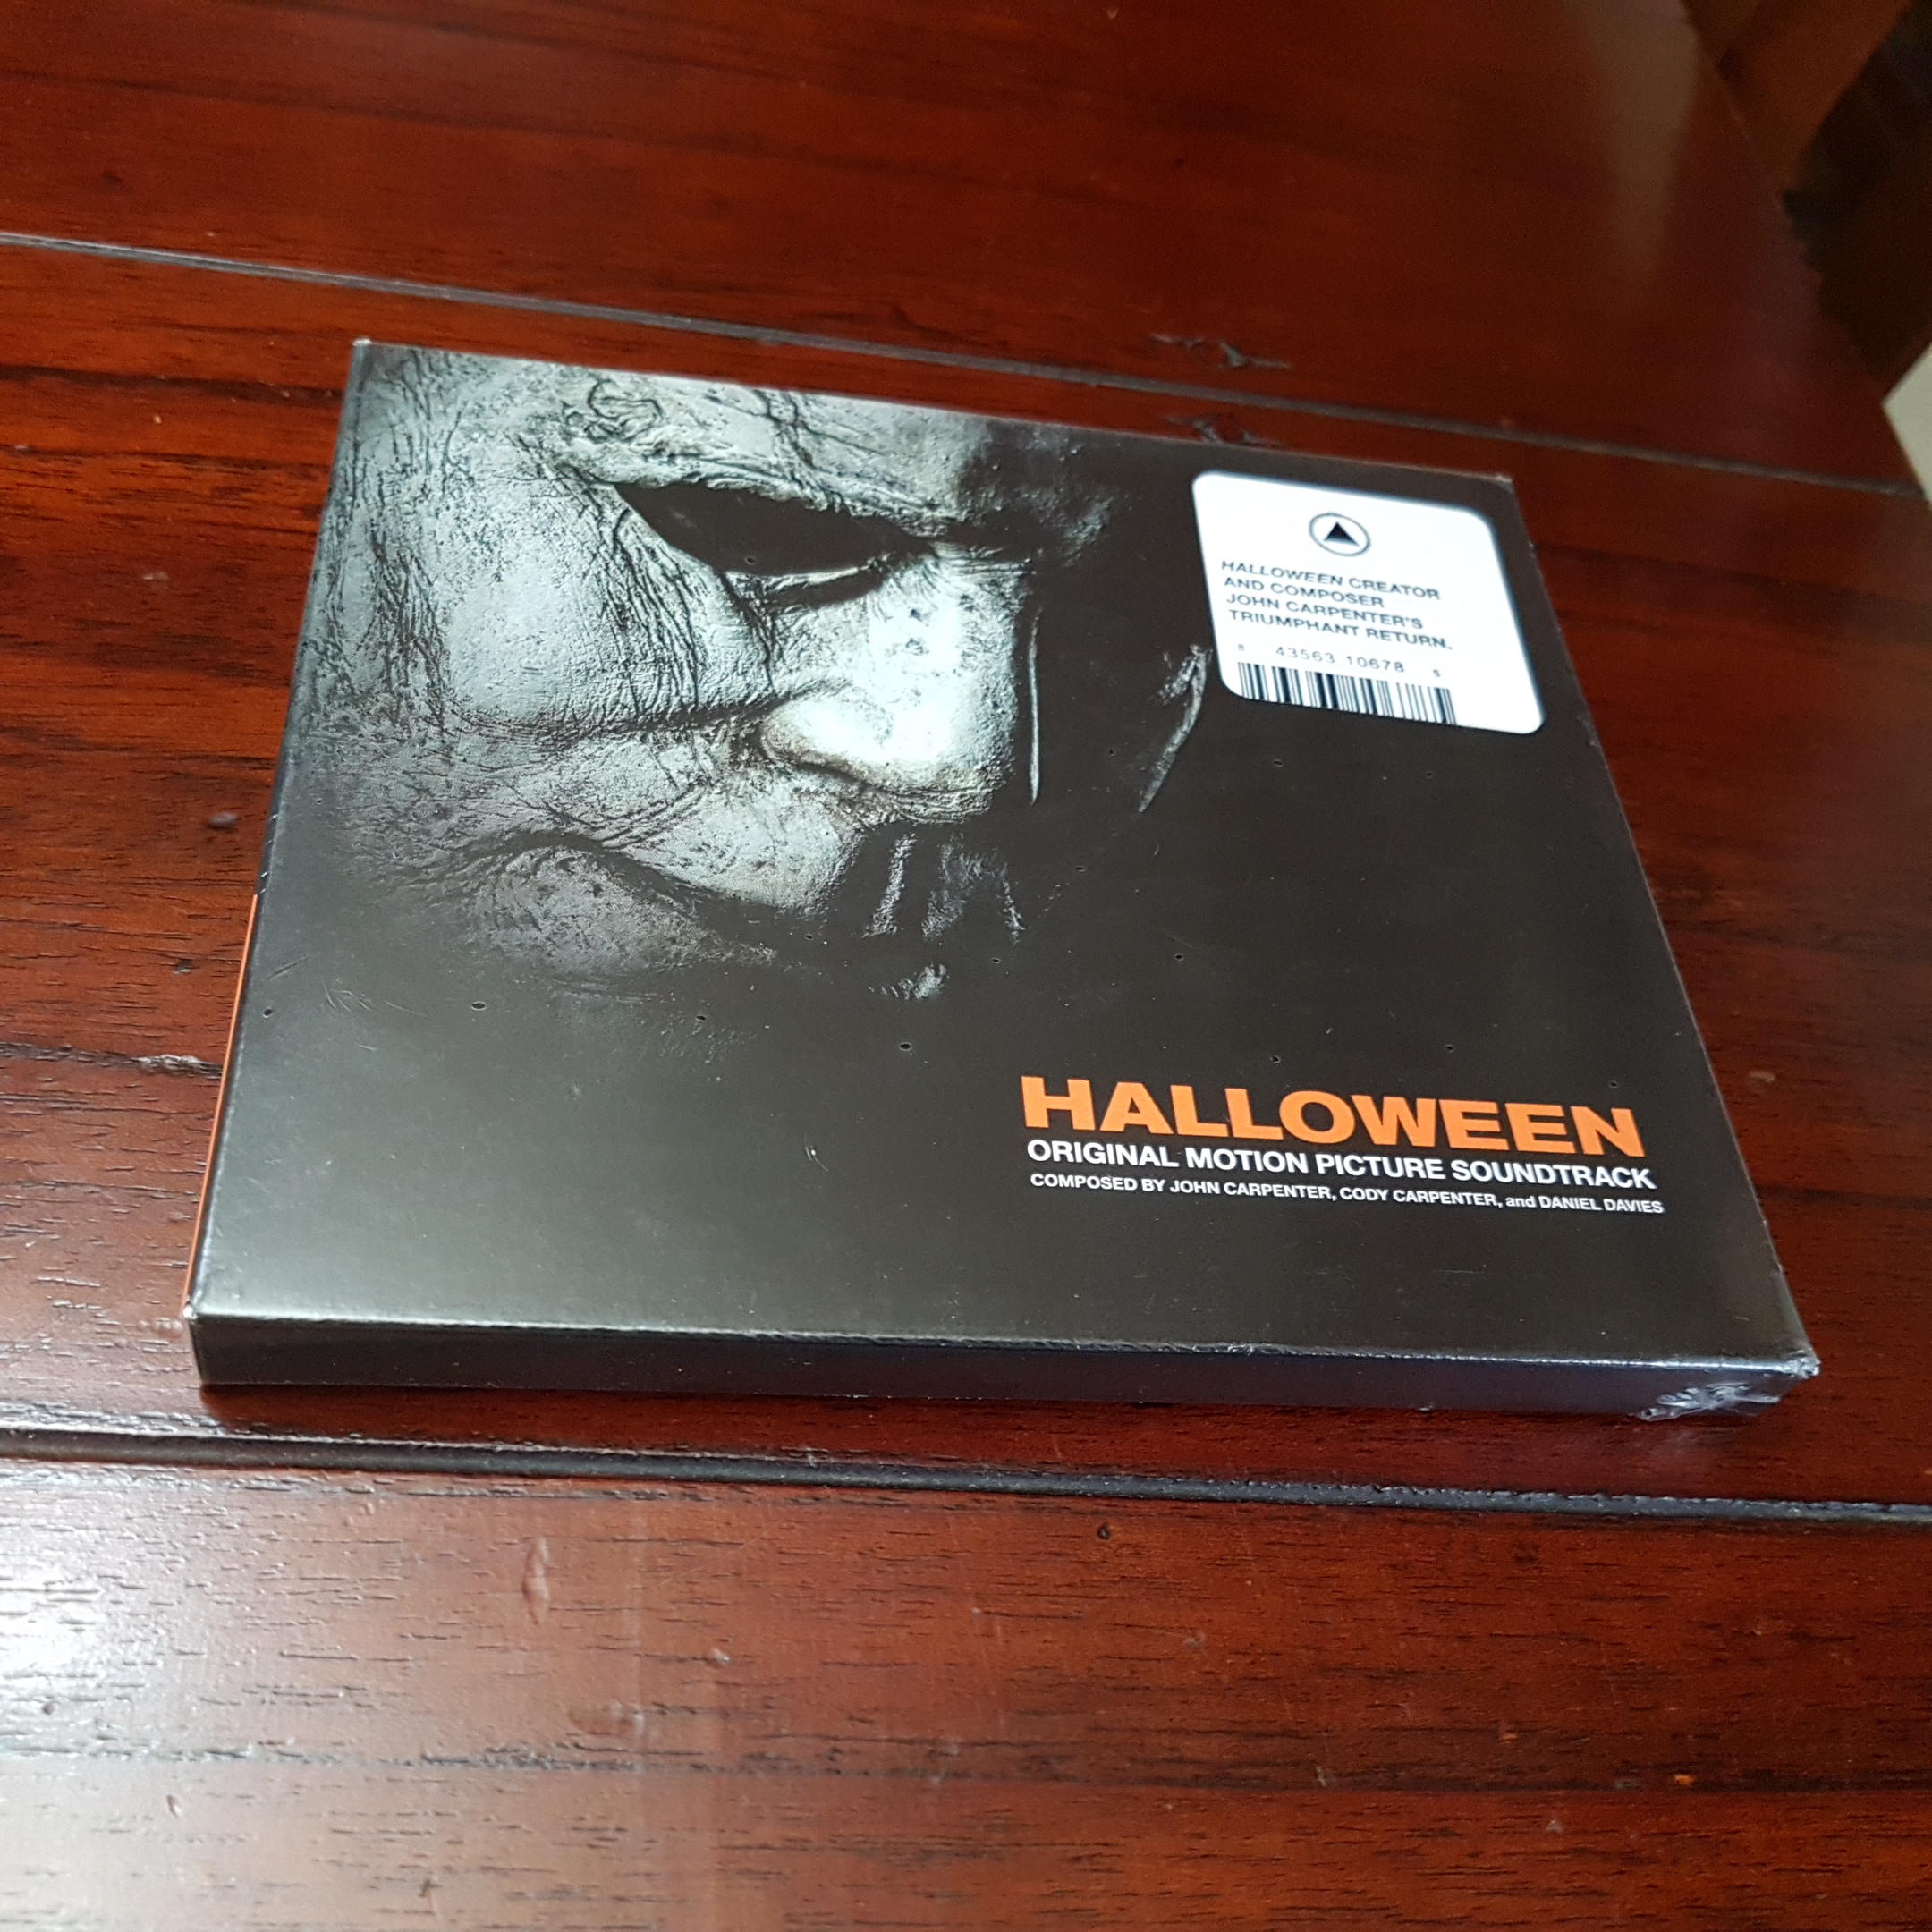 HALLOWEEN CREATOR
AND COMPOSER
JOHN CARPENTER'S
TRIUMPHANT RETURN.
8 43563 10678 5
HALLOWEEN
ORIGINAL MOTION PICTURE SOUNDTRACK
COMPOSED BY JOHN CARPENTER, CODY CARPENTER, and DANIEL DAVIES